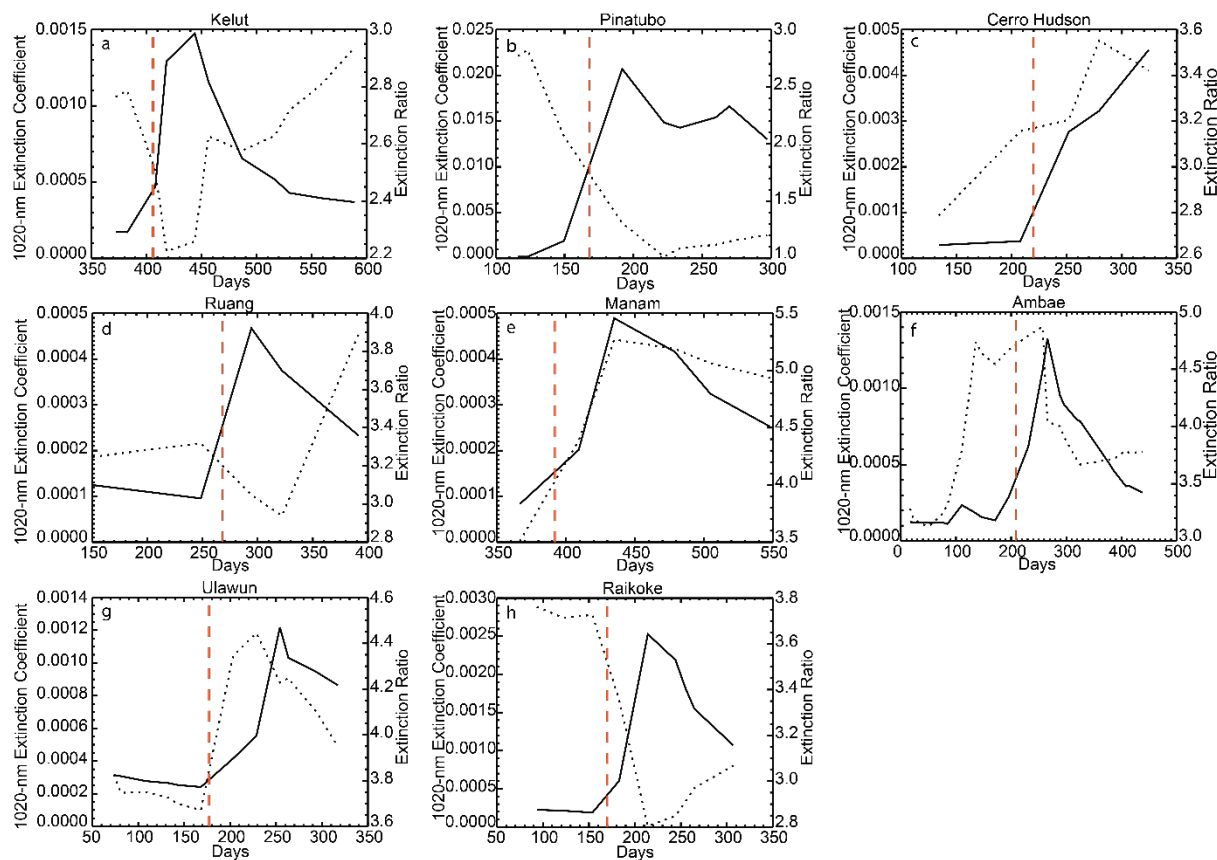 Kelut
a
1020-nm Extinction Coefficient
0.0015
0.0010
0.0005
0.0000
3.0
2.8
2.6
2.4
2.2
Extinction Ratio
350 400 450 500 550 600
Days
Pinatubo
b
1020-nm Extinction Coefficient
0.025
0.020
0.015
0.010
0.005
0.000
3.0
2.5
2.0
1.5
1.0
Extinction Ratio
100 150 200 250 300
Days
Cerro Hudson
c
1020-nm Extinction Coefficient
0.005
0.004
0.003
0.002
0.001
0.000
3.6
3.4
3.2
3.0
2.8
2.6
Extinction Ratio
100 150 200 250 300 350
Days
Ruang
d
1020-nm Extinction Coefficient
0.0005
0.0004
0.0003
0.0002
0.0001
0.0000
4.0
3.8
3.6
3.4
3.2
3.0
2.8
Extinction Ratio
150 200 250 300 350 400
Days
Manam
e
1020-nm Extinction Coefficient
0.0005
0.0004
0.0003
0.0002
0.0001
0.0000
5.5
5.0
4.5
4.0
3.5
Extinction Ratio
350 400 450 500 550
Days
Ambae
f
1020-nm Extinction Coefficient
0.0015
0.0010
0.0005
0.0000
5.0
4.5
4.0
3.5
3.0
Extinction Ratio
0 100 200 300 400 500
Days
Ulawun
g
1020-nm Extinction Coefficient
0.0014
0.0012
0.0010
0.0008
0.0006
0.0004
0.0002
0.0000
4.6
4.4
4.2
4.0
3.8
3.6
Extinction Ratio
50 100 150 200 250 300 350
Days
Raikoke
h
1020-nm Extinction Coefficient
0.0030
0.0025
0.0020
0.0015
0.0010
0.0005
0.0000
3.8
3.6
3.4
3.2
3.0
2.8
Extinction Ratio
50 100 150 200 250 300 350
Days